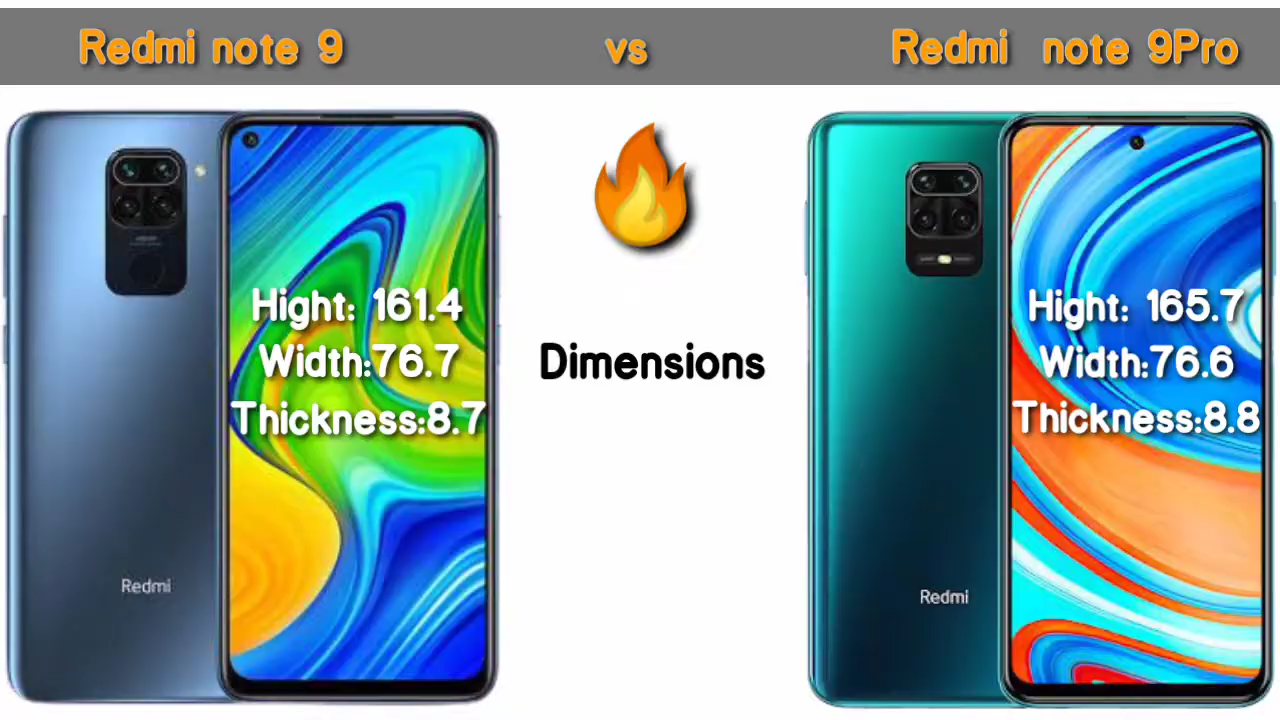 Redmi note 9 vs Redmi note 9Pro
Hight: 161.4
Width:76.7
Thickness:8.7
Dimensions
Hight: 165.7
Width:76.6
Thickness:8.8
Redmi
Redmi